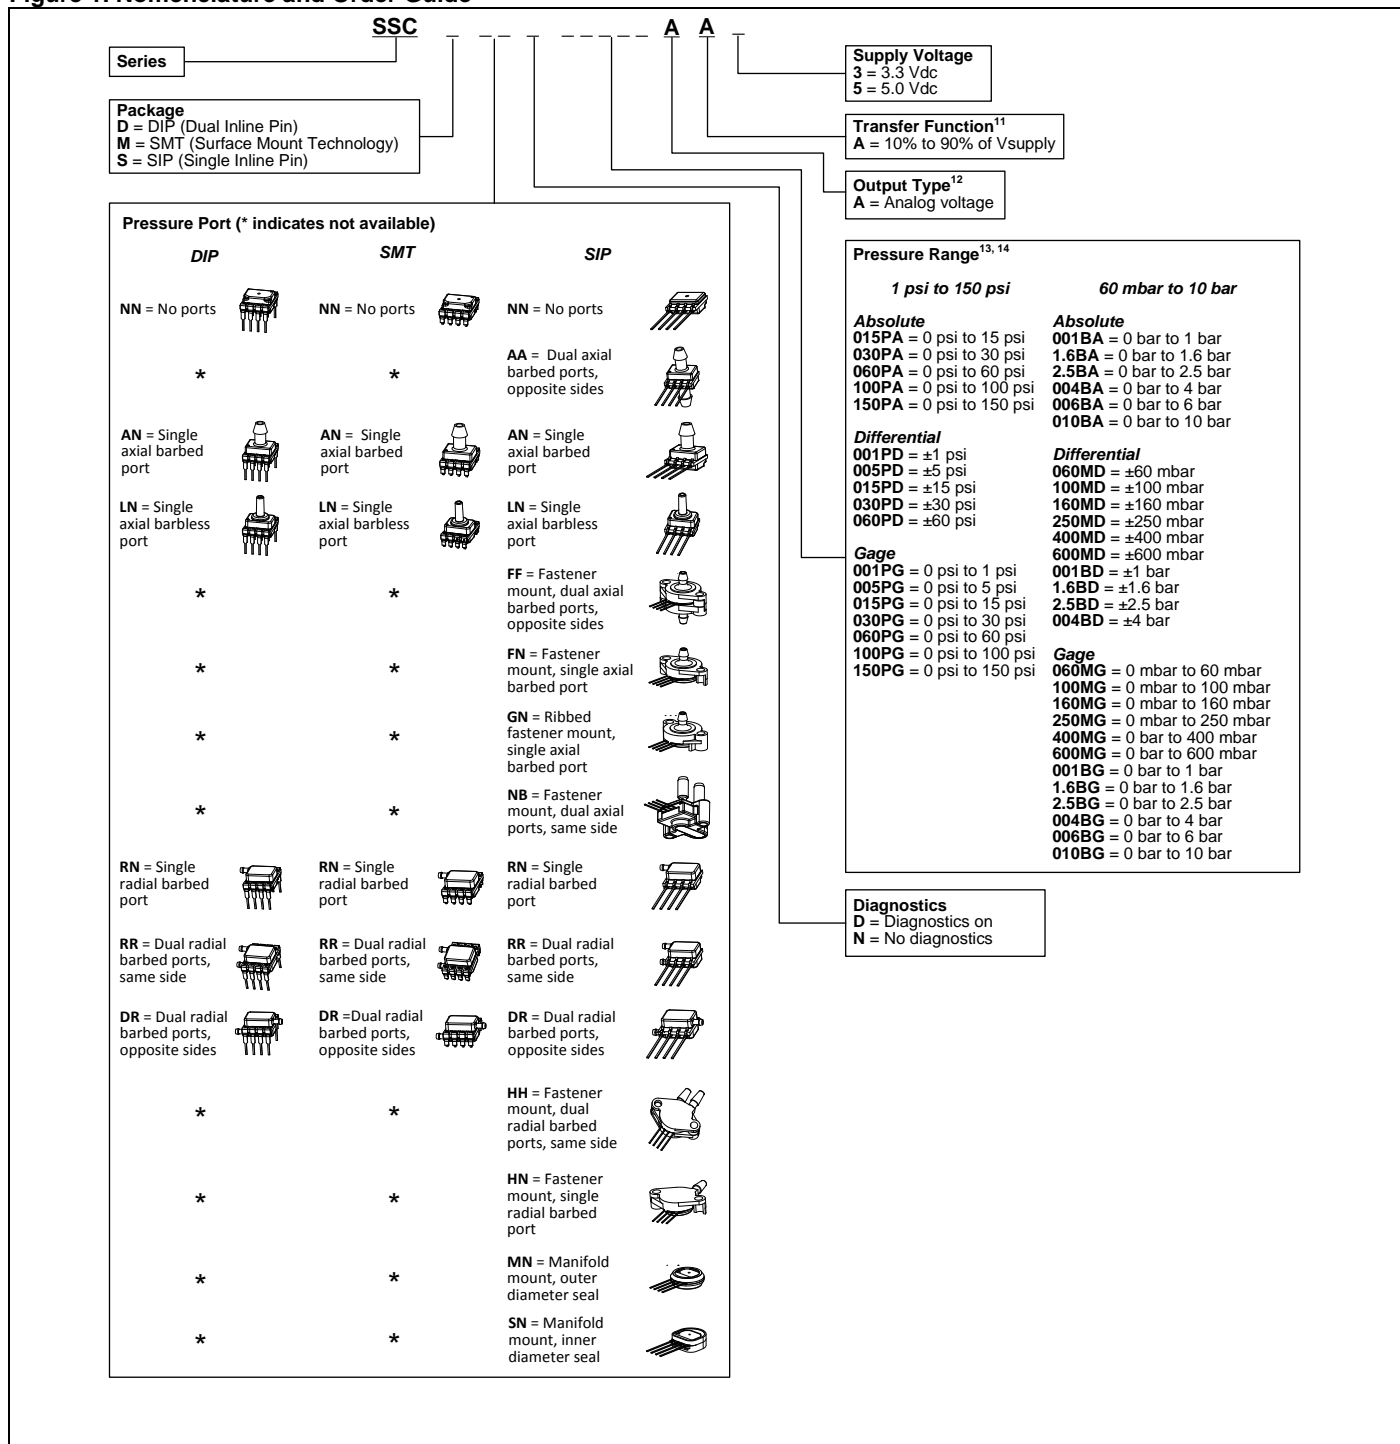 SSC _ _ _ _ _ _ _ _ _ A A _
Series
Package
D = DIP (Dual Inline Pin)
M = SMT (Surface Mount Technology)
S = SIP (Single Inline Pin)
Supply Voltage
3 = 3.3 Vdc
5 = 5.0 Vdc
Transfer Function11
A = 10% to 90% of Vsupply
Output Type12
A = Analog voltage
Pressure Port (* indicates not available)
DIP SMT SIP
NN = No ports NN = No ports NN = No ports
* * AA = Dual axial
barbed ports,
opposite sides
AN = Single
axial barbed
port
AN = Single
axial barbed
port
AN = Single
axial barbed
port
LN = Single
axial barbless
port
LN = Single
axial barbless
port
LN = Single
axial barbless
port
* * FF = Fastener
mount, dual axial
barbed ports,
opposite sides
* * FN = Fastener
mount, single axial
barbed port
* * GN = Ribbed
fastener mount,
single axial
barbed port
* * NB = Fastener
mount, dual axial
ports, same side
RN = Single
radial barbed
port
RN = Single
radial barbed
port
RN = Single
radial barbed
port
RR = Dual radial
barbed ports,
same side
RR = Dual radial
barbed ports,
same side
RR = Dual radial
barbed ports,
same side
DR = Dual radial
barbed ports,
opposite sides
DR =Dual radial
barbed ports,
opposite sides
DR = Dual radial
barbed ports,
opposite sides
* * HH = Fastener
mount, dual
radial barbed
ports, same side
* * HN = Fastener
mount, single
radial barbed
port
* * MN = Manifold
mount, outer
diameter seal
* * SN = Manifold
mount, inner
diameter seal
Pressure Range13, 14
1 psi to 150 psi
Absolute
015PA = 0 psi to 15 psi
030PA = 0 psi to 30 psi
060PA = 0 psi to 60 psi
100PA = 0 psi to 100 psi
150PA = 0 psi to 150 psi
Differential
001PD = ±1 psi
005PD = ±5 psi
015PD = ±15 psi
030PD = ±30 psi
060PD = ±60 psi
Gage
001PG = 0 psi to 1 psi
005PG = 0 psi to 5 psi
015PG = 0 psi to 15 psi
030PG = 0 psi to 30 psi
060PG = 0 psi to 60 psi
100PG = 0 psi to 100 psi
150PG = 0 psi to 150 psi
60 mbar to 10 bar
Absolute
001BA = 0 bar to 1 bar
1.6BA = 0 bar to 1.6 bar
2.5BA = 0 bar to 2.5 bar
004BA = 0 bar to 4 bar
006BA = 0 bar to 6 bar
010BA = 0 bar to 10 bar
Differential
060MD = ±60 mbar
100MD = ±100 mbar
160MD = ±160 mbar
250MD = ±250 mbar
400MD = ±400 mbar
600MD = ±600 mbar
001BD = ±1 bar
1.6BD = ±1.6 bar
2.5BD = ±2.5 bar
004BD = ±4 bar
Gage
060MG = 0 mbar to 60 mbar
100MG = 0 mbar to 100 mbar
160MG = 0 mbar to 160 mbar
250MG = 0 mbar to 250 mbar
400MG = 0 bar to 400 mbar
600MG = 0 bar to 600 mbar
001BG = 0 bar to 1 bar
1.6BG = 0 bar to 1.6 bar
2.5BG = 0 bar to 2.5 bar
004BG = 0 bar to 4 bar
006BG = 0 bar to 6 bar
010BG = 0 bar to 10 bar
Diagnostics
D = Diagnostics on
N = No diagnostics